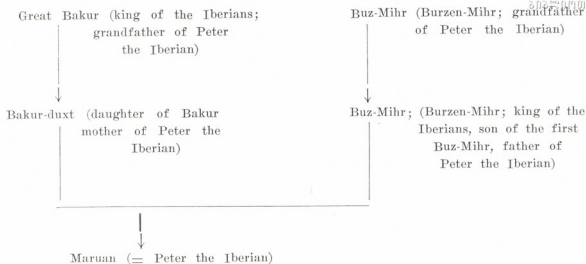 Great Bakur (king of the Iberians;
grandfather of Peter
the Iberian)
Buz-Mihr (Burzen-Mihr; grandfather
of Peter the Iberian)
Bakur-duxt (daughter of Bakur
mother of Peter the
Iberian)
Buz-Mihr; (Burzen-Mihr; king of the
Iberians, son of the first
Buz-Mihr, father of
Peter the Iberian)
Maruan (= Peter the Iberian)